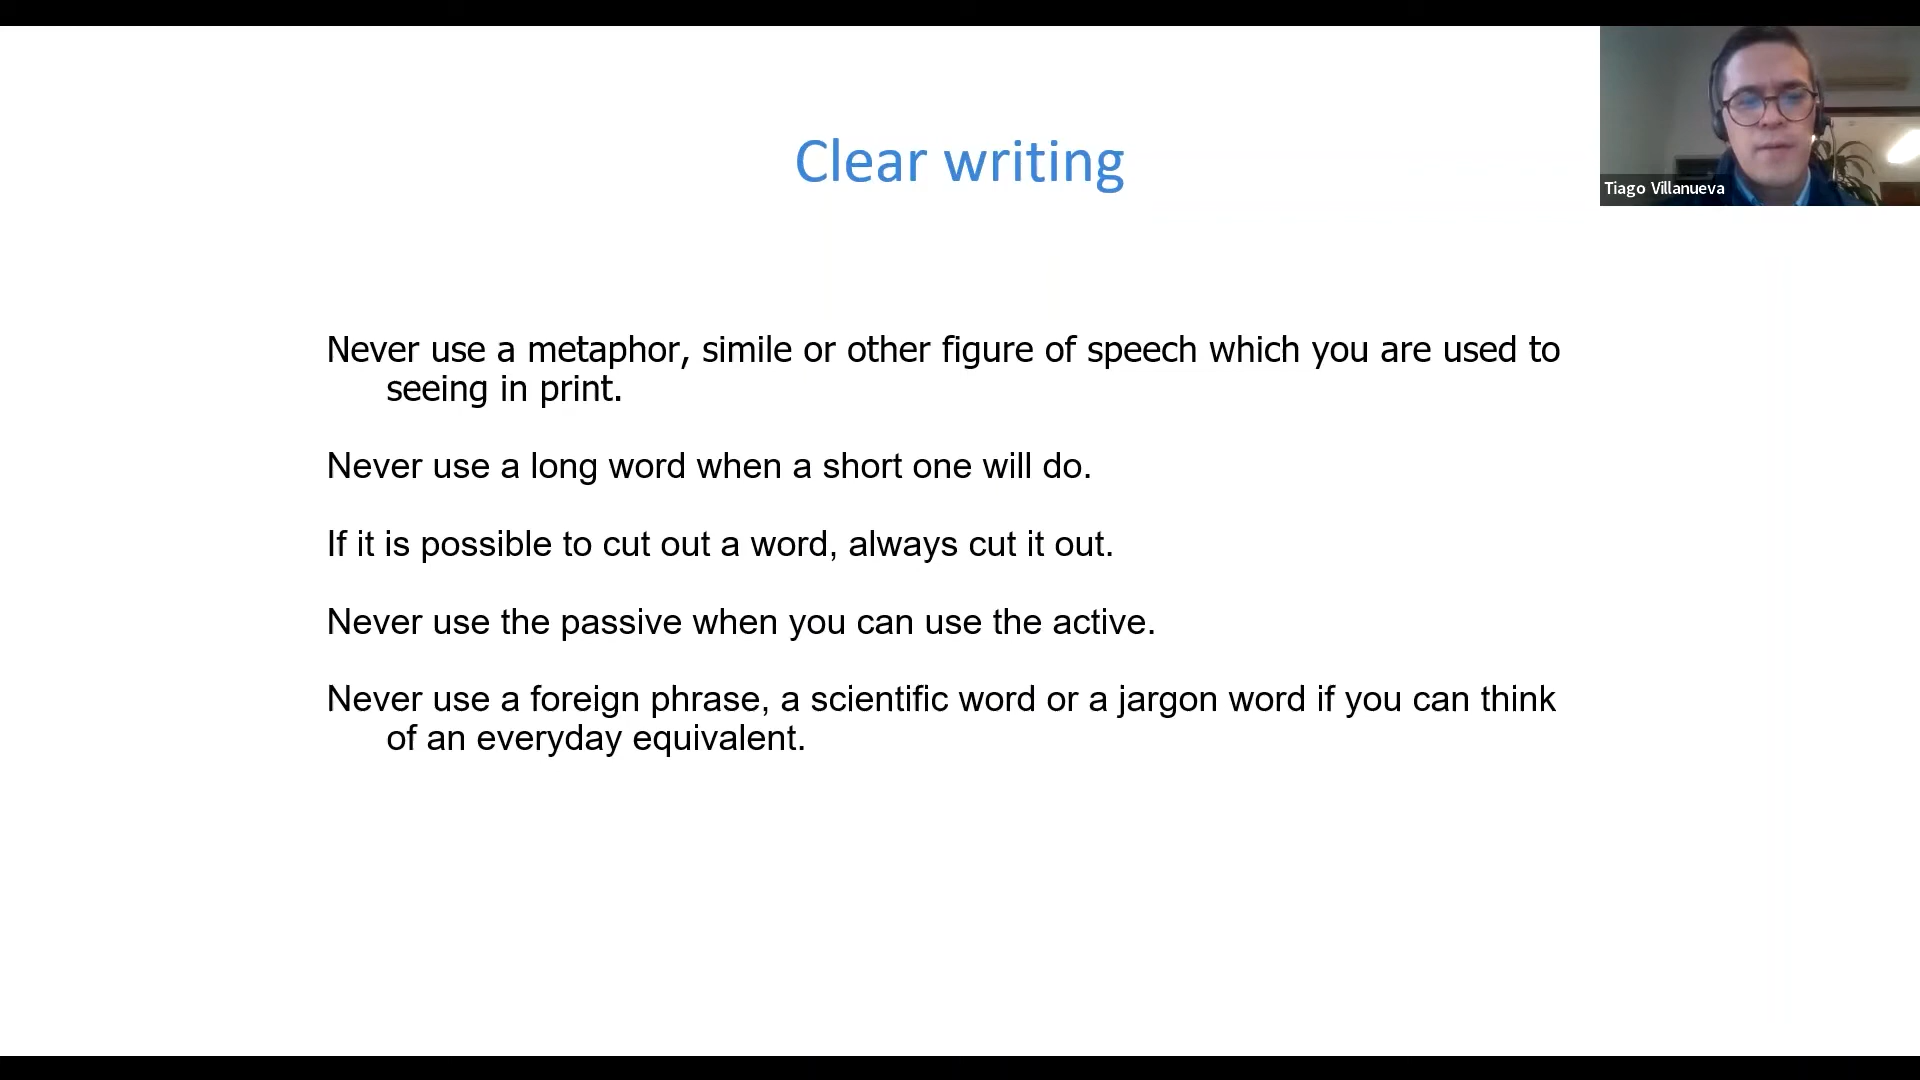 Clear writing
Tiago Villanueva
Never use a metaphor, simile or other figure of speech which you are used to
seeing in print.
Never use a long word when a short one will do.
If it is possible to cut out a word, always cut it out.
Never use the passive when you can use the active.
Never use a foreign phrase, a scientific word or a jargon word if you can think
of an everyday equivalent.